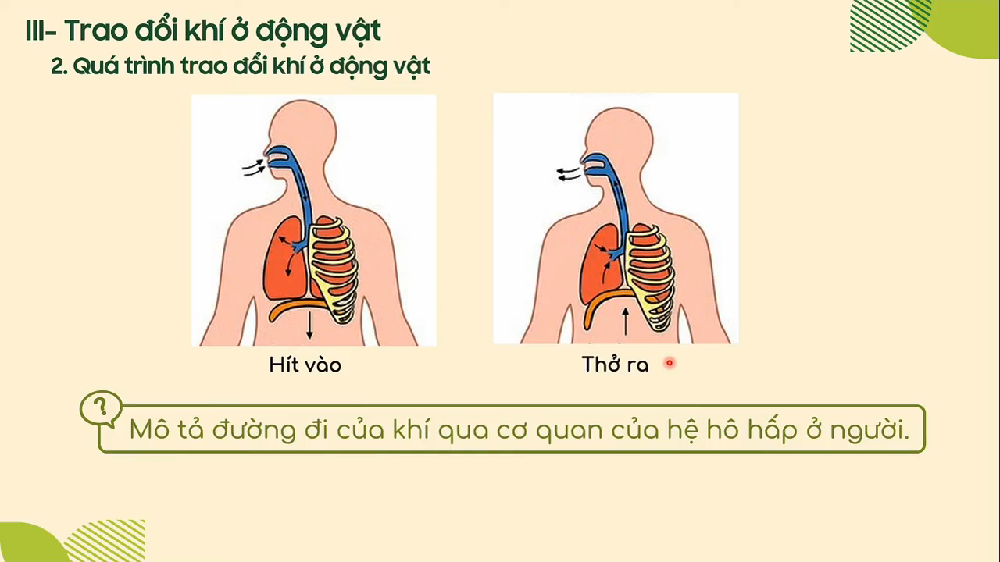 III- Trao đổi khí ở động vật
2. Quá trình trao đổi khí ở động vật
Hít vào
Thở ra
?
Mô tả đường đi của khí qua cơ quan của hệ hô hấp ở người.